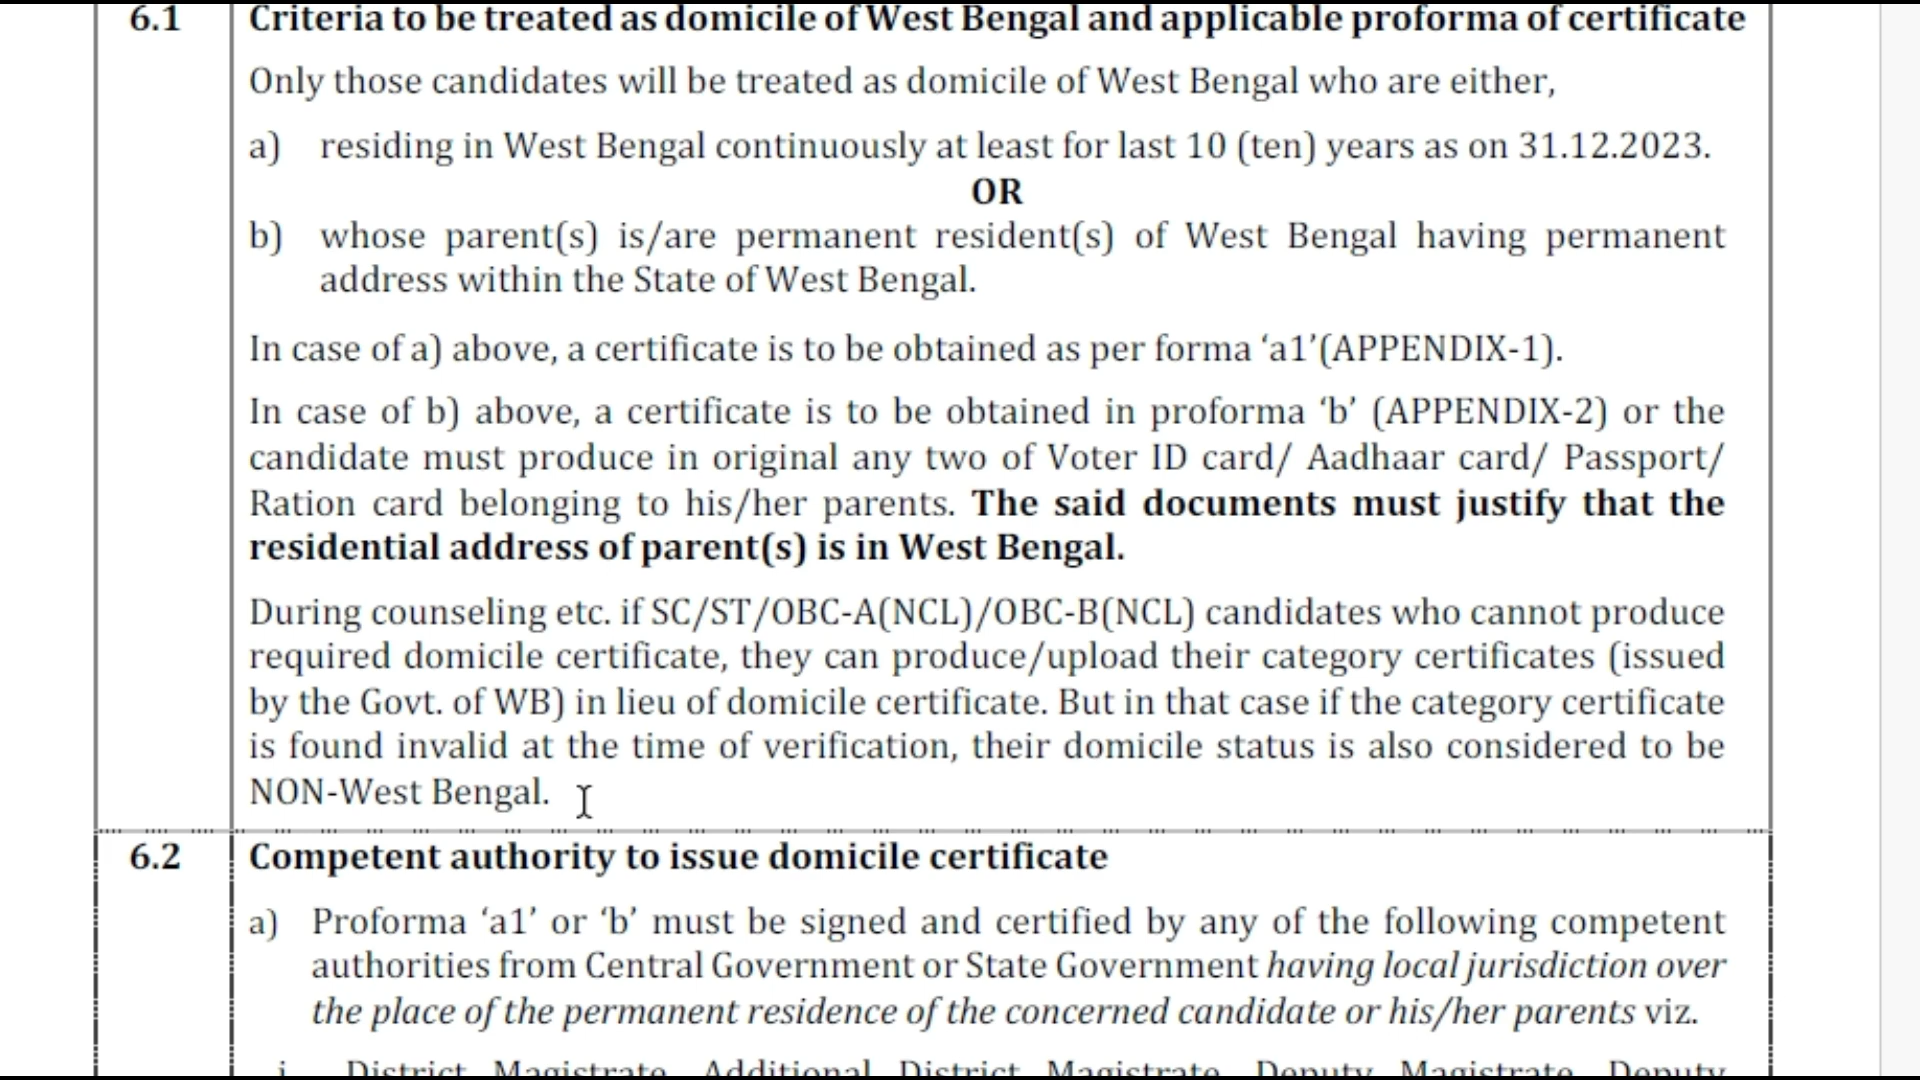 6.1 Criteria to be treated as domicile of West Bengal and applicable proforma of certificate
Only those candidates will be treated as domicile of West Bengal who are either,
a) residing in West Bengal continuously at least for last 10 (ten) years as on 31.12.2023.
OR
b) whose parent(s) is/are permanent resident(s) of West Bengal having permanent
address within the State of West Bengal.
In case of a) above, a certificate is to be obtained as per forma ‘a1’(APPENDIX-1).
In case of b) above, a certificate is to be obtained in proforma ‘b’ (APPENDIX-2) or the
candidate must produce in original any two of Voter ID card/ Aadhaar card/ Passport/
Ration card belonging to his/her parents. The said documents must justify that the
residential address of parent(s) is in West Bengal.
During counseling etc. if SC/ST/OBC-A(NCL)/OBC-B(NCL) candidates who cannot produce
required domicile certificate, they can produce/upload their category certificates (issued
by the Govt. of WB) in lieu of domicile certificate. But in that case if the category certificate
is found invalid at the time of verification, their domicile status is also considered to be
NON-West Bengal.
6.2 Competent authority to issue domicile certificate
a) Proforma ‘a1’ or ‘b’ must be signed and certified by any of the following competent
authorities from Central Government or State Government having local jurisdiction over
the place of the permanent residence of the concerned candidate or his/her parents viz.
i. District Magistrate, Additional District Magistrate, Deputy Magistrate, Deputy